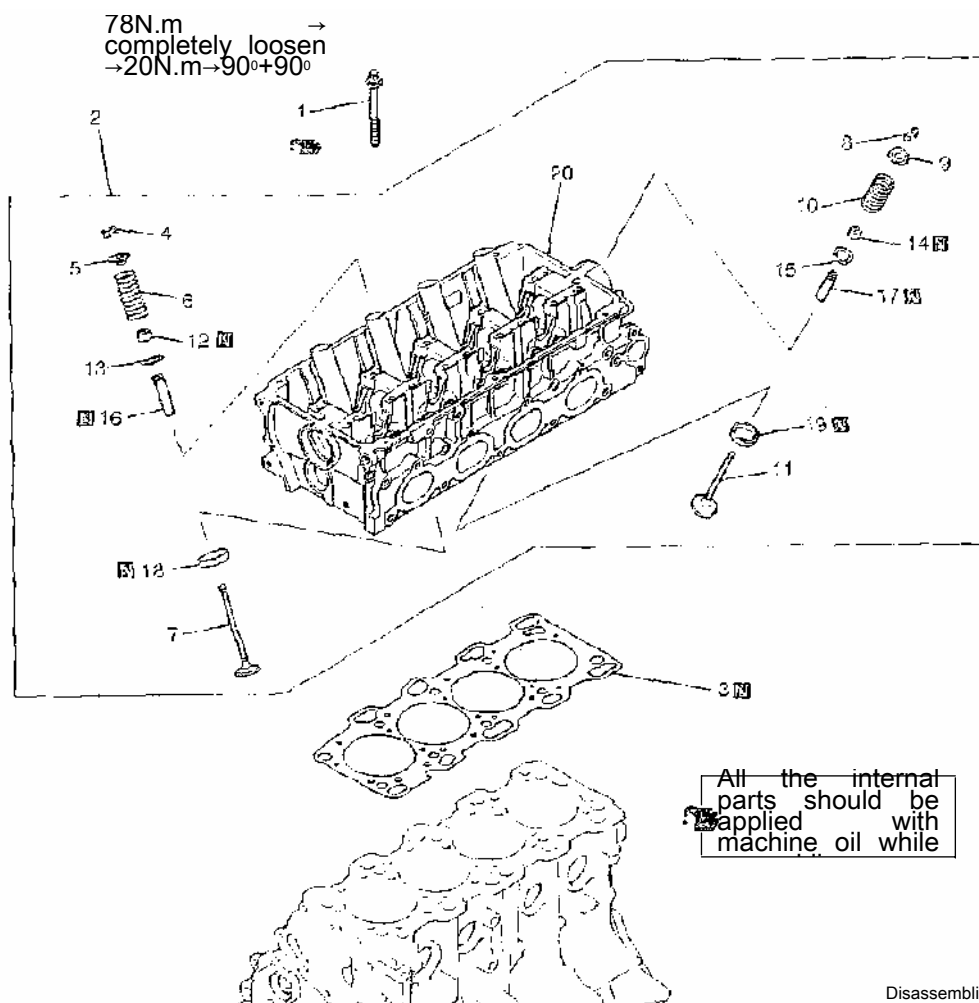 78N.m →
completely loosen
→20N.m→90°+90°
1
2
8
9
20
10
4
14 N
5
15
6
17 N
12 N
13
N 16
19 N
11
N 18
7
3 N
All the internal
parts should be
applied with
machine oil while
Disassembli